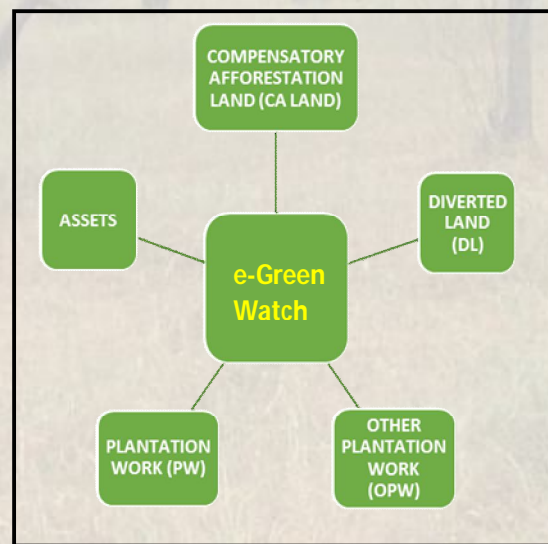 COMPENSATORY
AFFORESTATION
LAND (CA LAND)
ASSETS
DIVERTED
LAND
(DL)
e-Green
Watch
PLANTATION
WORK (PW)
OTHER
PLANTATION
WORK
(OPW)